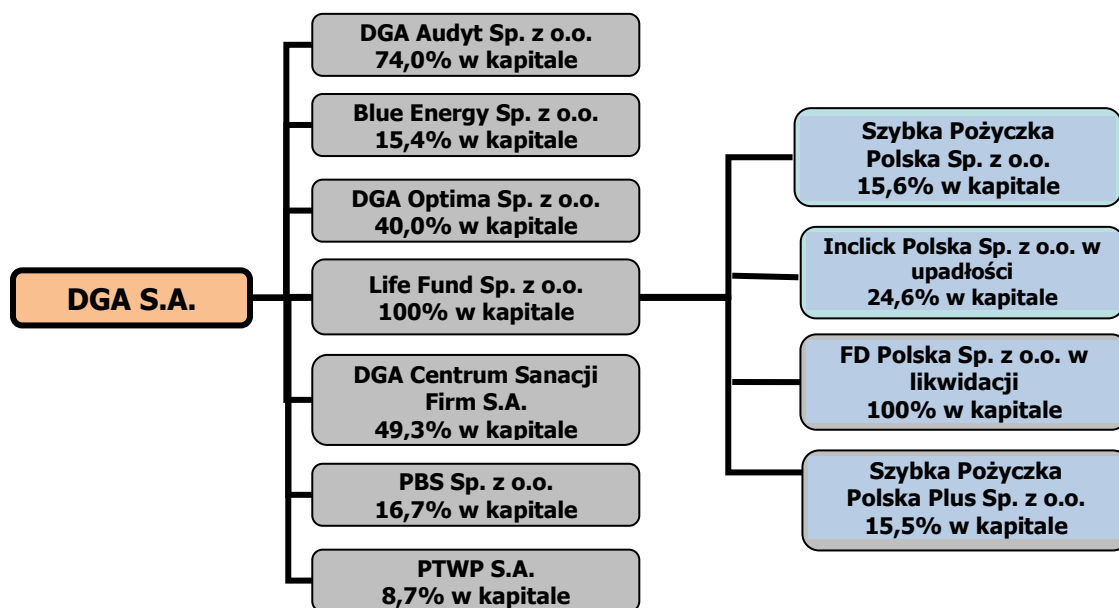 DGA S.A.
DGA Audyt Sp. z o.o.
74,0% w kapitale
Blue Energy Sp. z o.o.
15,4% w kapitale
DGA Optima Sp. z o.o.
40,0% w kapitale
Life Fund Sp. z o.o.
100% w kapitale
DGA Centrum Sanacji
Firm S.A.
49,3% w kapitale
PBS Sp. z o.o.
16,7% w kapitale
PTWP S.A.
8,7% w kapitale
Szybka Pożyczka
Polska Sp. z o.o.
15,6% w kapitale
Inclick Polska Sp. z o.o. w
upadłości
24,6% w kapitale
FD Polska Sp. z o.o. w
likwidacji
100% w kapitale
Szybka Pożyczka
Polska Plus Sp. z o.o.
15,5% w kapitale